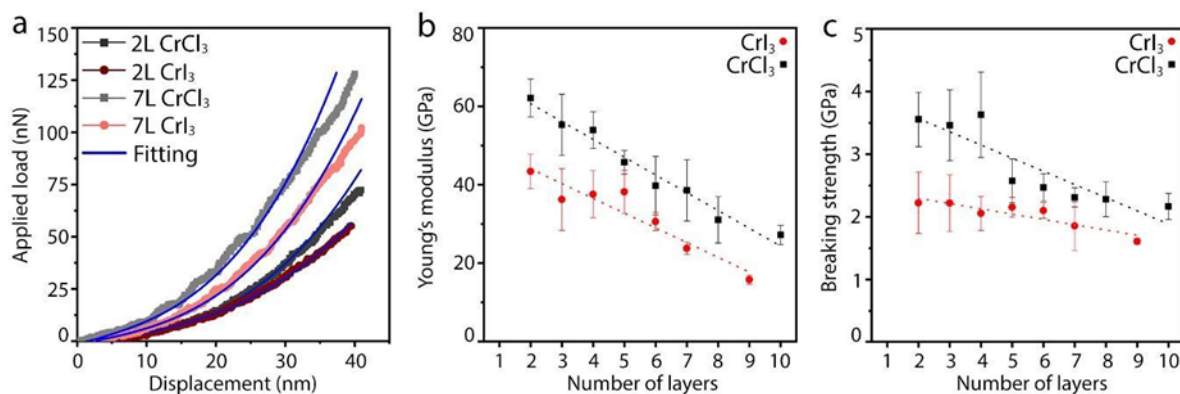 a
150
125
100
75
50
25
0
Applied load (nN)
2L CrCl₃
2L CrI₃
7L CrCl₃
7L CrI₃
Fitting
0 10 20 30 40
Displacement (nm)
b
80
60
40
20
0
Young's modulus (GPa)
CrI₃
CrCl₃
1 2 3 4 5 6 7 8 9 10
Number of layers
c
5
4
3
2
1
0
Breaking strength (GPa)
CrI₃
CrCl₃
1 2 3 4 5 6 7 8 9 10
Number of layers